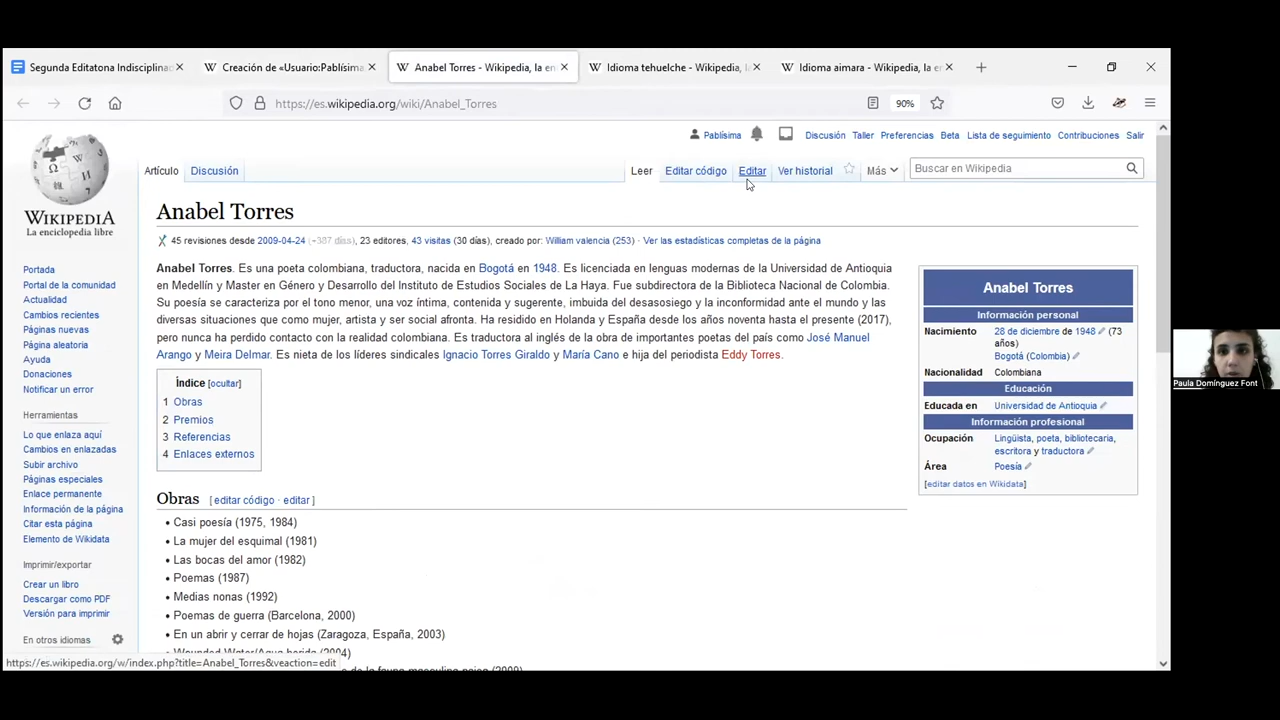 Segunda Editatona Indisciplina
Creación de «Usuario:Pablísima
Anabel Torres - Wikipedia, la en
Idioma tehuelche - Wikipedia, l
Idioma aimara - Wikipedia, la en
https://es.wikipedia.org/wiki/Anabel_Torres
90%
Pablísima
Discusión
Taller
Preferencias
Beta
Lista de seguimiento
Contribuciones
Salir
Artículo
Discusión
Leer
Editar código
Editar
Ver historial
Más
Buscar en Wikipedia
WIKIPEDIA
La enciclopedia libre
Portada
Portal de la comunidad
Actualidad
Cambios recientes
Páginas nuevas
Página aleatoria
Ayuda
Donaciones
Notificar un error
Herramientas
Lo que enlaza aquí
Cambios en enlazadas
Subir archivo
Páginas especiales
Enlace permanente
Información de la página
Citar esta página
Elemento de Wikidata
Imprimir/exportar
Crear un libro
Descargar como PDF
Versión para imprimir
En otros idiomas
Anabel Torres
45 revisiones desde 2009-04-24 (+387 días), 23 editores, 43 visitas (30 días), creado por: William valencia (253) · Ver las estadísticas completas de la página
Anabel Torres. Es una poeta colombiana, traductora, nacida en Bogotá en 1948. Es licenciada en lenguas modernas de la Universidad de Antioquia
en Medellín y Master en Género y Desarrollo del Instituto de Estudios Sociales de La Haya. Fue subdirectora de la Biblioteca Nacional de Colombia.
Su poesía se caracteriza por el tono menor, una voz íntima, contenida y sugerente, imbuida del desasosiego y la inconformidad ante el mundo y las
diversas situaciones que como mujer, artista y ser social afronta. Ha residido en Holanda y España desde los años noventa hasta el presente (2017),
pero nunca ha perdido contacto con la realidad colombiana. Es traductora al inglés de la obra de importantes poetas del país como José Manuel
Arango y Meira Delmar. Es nieta de los líderes sindicales Ignacio Torres Giraldo y María Cano e hija del periodista Eddy Torres.
Índice [ocultar]
1 Obras
2 Premios
3 Referencias
4 Enlaces externos
Obras [ editar código · editar ]
• Casi poesía (1975, 1984)
• La mujer del esquimal (1981)
• Las bocas del amor (1982)
• Poemas (1987)
• Medias nonas (1992)
• Poemas de guerra (Barcelona, 2000)
• En un abrir y cerrar de hojas (Zaragoza, España, 2003)
• Wounded Water/Agua herida (2004)
de la fauna masculina paisa (2009)
Anabel Torres
Información personal
Nacimiento 28 de diciembre de 1948 (73
años)
Bogotá (Colombia)
Nacionalidad Colombiana
Educación
Educada en Universidad de Antioquia
Información profesional
Ocupación Lingüista, poeta, bibliotecaria,
escritora y traductora
Área Poesía
[editar datos en Wikidata]
https://es.wikipedia.org/w/index.php?title=Anabel_Torres&veaction=edit
Paula Domínguez Font